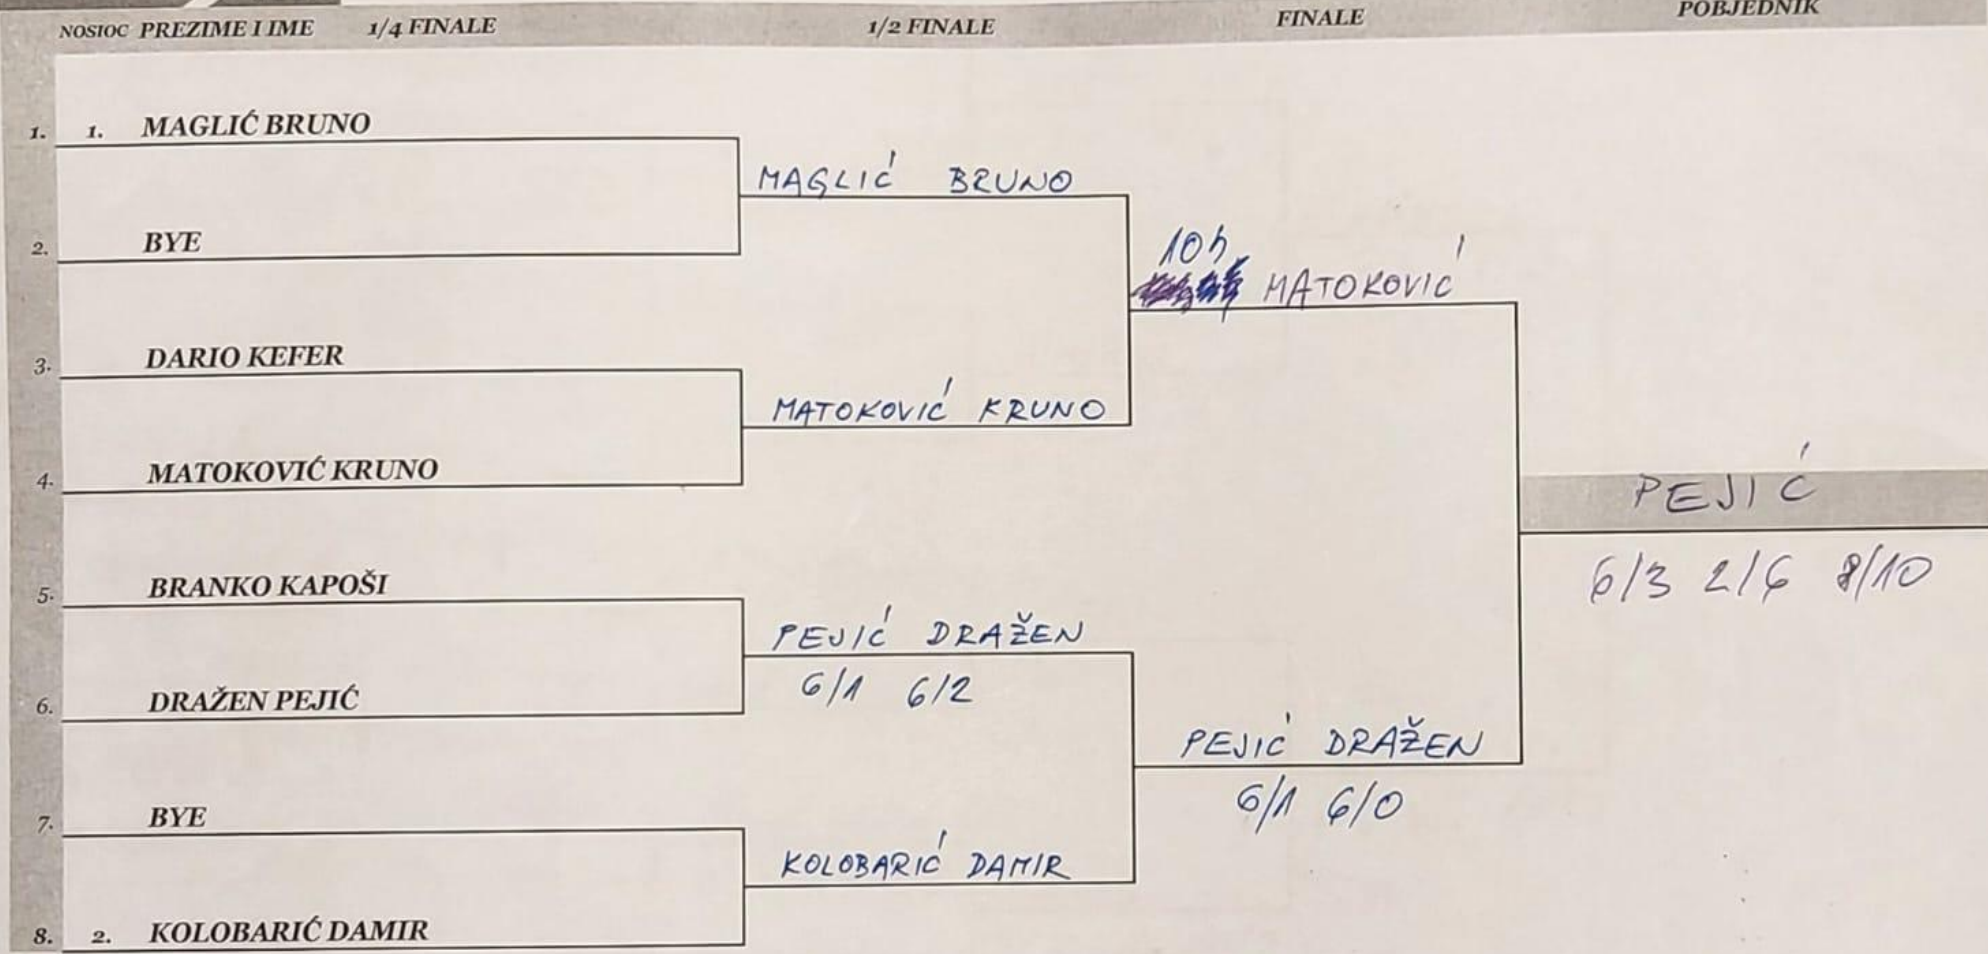 NOSIOC PREZIME I IME 1/4 FINALE 1/2 FINALE FINALE POBJEDNIK
1. 1. MAGLIĆ BRUNO
MAGLIĆ BRUNO
2. BYE
10h
MATOKOVIĆ
3. DARIO KEFER
MATOKOVIĆ KRUNO
4. MATOKOVIĆ KRUNO
PEJIĆ
6/3 2/6 8/10
5. BRANKO KAPOŠI
PEJIĆ DRAŽEN
6/1 6/2
6. DRAŽEN PEJIĆ
PEJIĆ DRAŽEN
6/1 6/0
7. BYE
KOLOBARIĆ DAMIR
8. 2. KOLOBARIĆ DAMIR